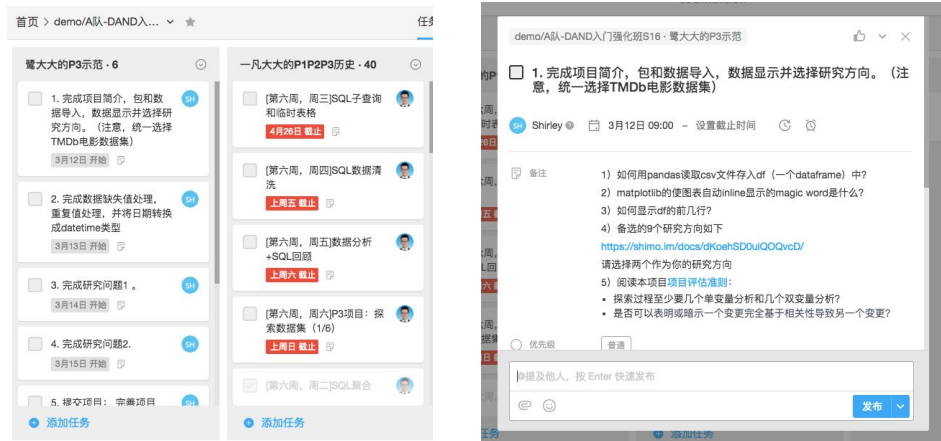 首页 > demo/A队-DAND入...
任务
鹭大大的P3示范 · 6
1. 完成项目简介，包和数
据导入，数据显示并选择研
究方向。（注意，统一选择
TMDb电影数据集）
SH
3月12日 开始
2. 完成数据缺失值处理，
重复值处理，并将日期转换
成datetime类型
SH
3月13日 开始
3. 完成研究问题1 。
SH
3月14日 开始
4. 完成研究问题2.
SH
3月15日 开始
5. 提交项目： 完善项目
SH
添加任务
一凡大大的P1P2P3历史 · 40
[第六周，周三]SQL子查询
和临时表格
4月26日 截止
[第六周，周四]SQL数据清
洗
上周五 截止
[第六周，周五]数据分析
+SQL回顾
上周六 截止
[第六周，周六]P3项目：探
索数据集（1/6）
上周日 截止
[第六周，周二]SQL聚合
添加任务
demo/A队-DAND入门强化班S16 · 鹭大大的P3示范
1. 完成项目简介，包和数据导入，数据显示并选择研究方向。（注
意，统一选择TMDb电影数据集）
SH Shirley
3月12日 09:00 – 设置截止时间
备注
1）如何用pandas读取csv文件存入df（一个dataframe）中?
2）matplotlib的使图表自动inline显示的magic word是什么?
3）如何显示df的前几行?
4）备选的9个研究方向如下
https://shimo.im/docs/dKoehSD0uiQOQvcD/
请选择两个作为你的研究方向
5）阅读本项目项目评估准则：
• 探索过程至少要几个单变量分析和几个双变量分析?
• 是否可以表明或暗示一个变更完全基于相关性导致另一个变更?
优先级
普通
@提及他人，按 Enter 快速发布
发布
添加任务